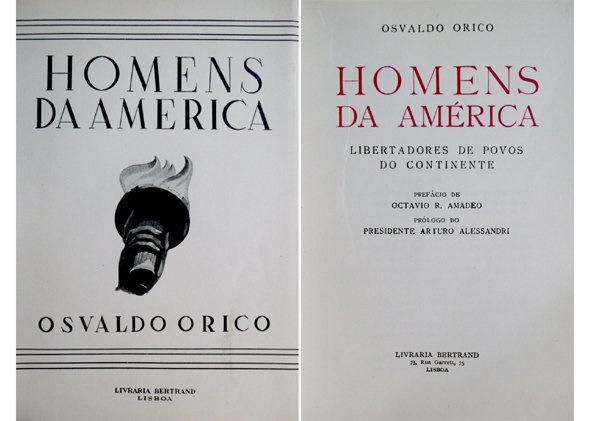 HOMENS
DA AMERICA
OSVALDO ORICO
LIVRARIA BERTRAND
LISBOA
OSVALDO ORICO
HOMENS
DA AMÉRICA
LIBERTADORES DE POVOS
DO CONTINENTE
PREFÁCIO DE
OCTAVIO R. AMADEO
PRÓLOGO DO
PRESIDENTE ARTURO ALESSANDRI
LIVRARIA BERTRAND
73, Rua Garrett, 75
LISBOA